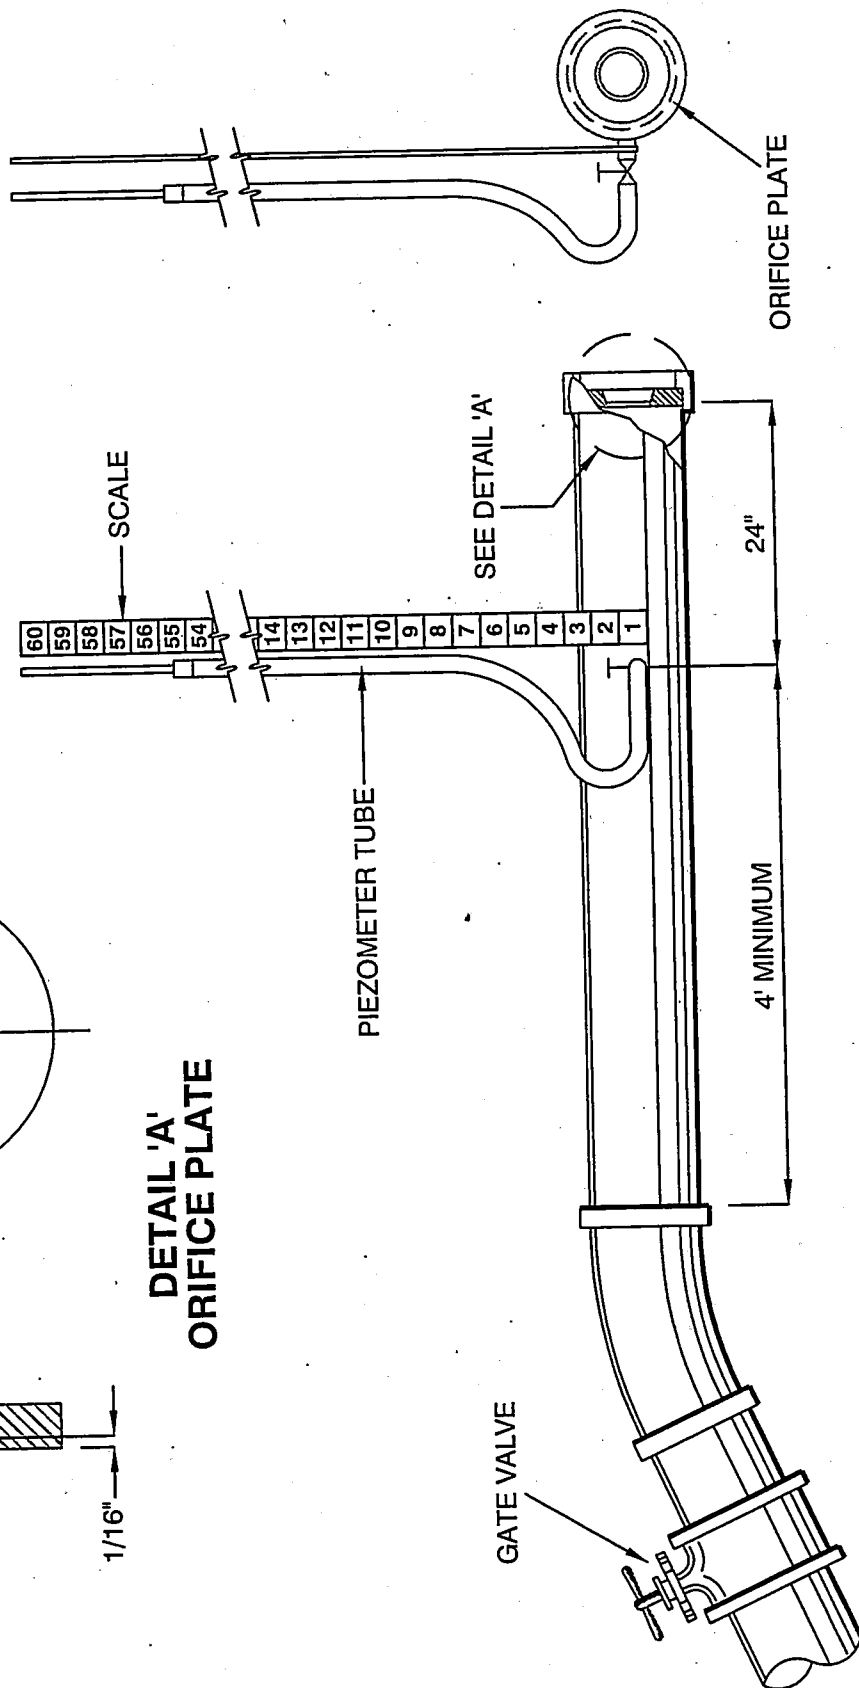 1/16"
DETAIL 'A'
ORIFICE PLATE
SCALE
60
59
58
57
56
55
54
14
13
12
11
10
9
8
7
6
5
4
3
2
1
PIEZOMETER TUBE
SEE DETAIL 'A'
ORIFICE PLATE
GATE VALVE
4' MINIMUM
24"